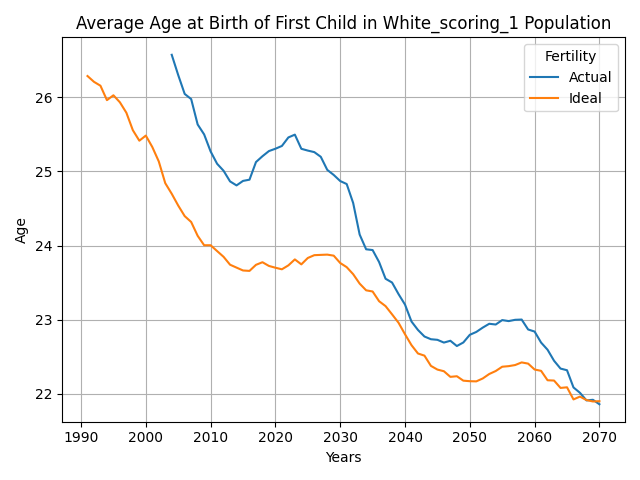 Average Age at Birth of First Child in White_scoring_1 Population
Fertility
Actual
Ideal
Age
26
25
24
23
22
1990 2000 2010 2020 2030 2040 2050 2060 2070
Years